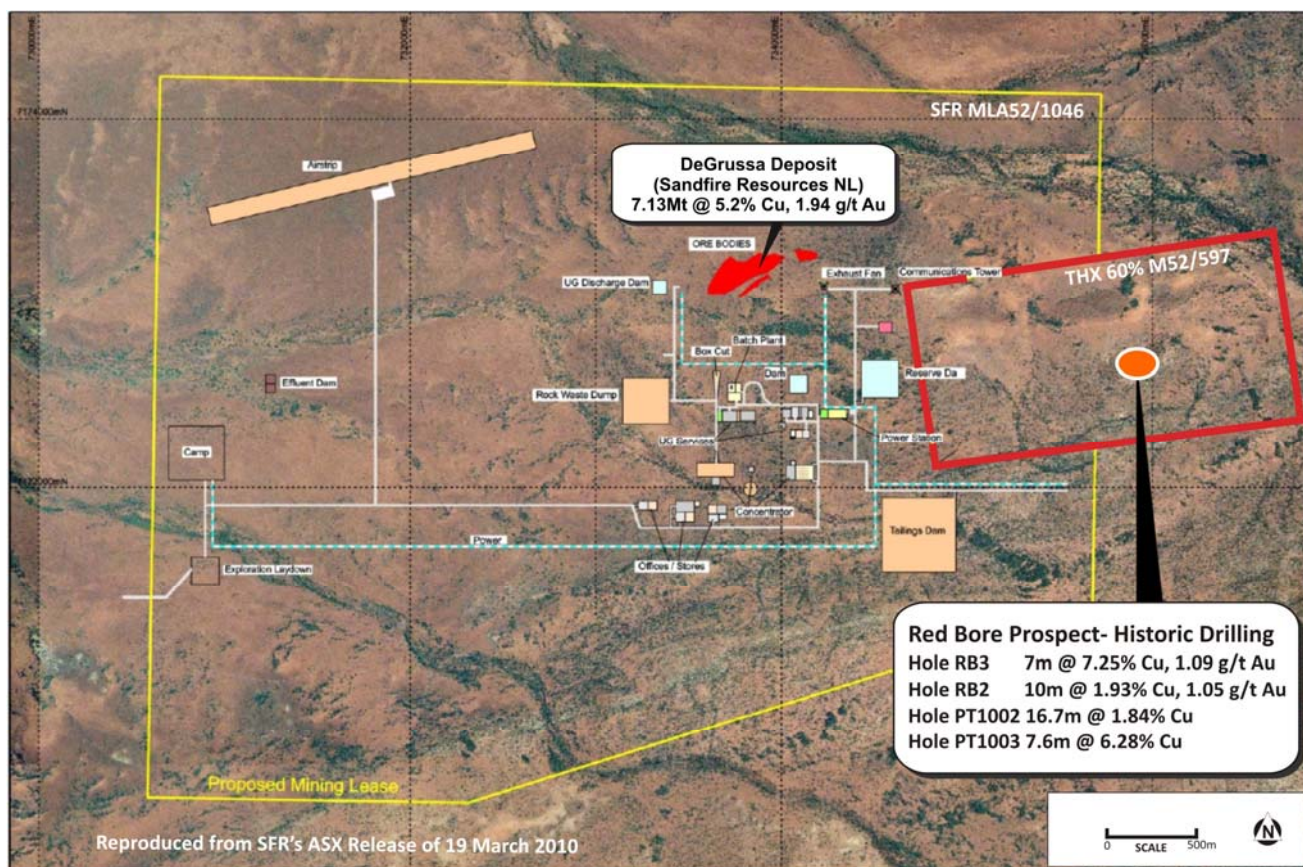 732000mE
734000mE
7174000mN
SFR MLA52/1046
Airstrip
DeGrussa Deposit
(Sandfire Resources NL)
7.13Mt @ 5.2% Cu, 1.94 g/t Au
ORE BODIES
THX 60% M52/597
UG Discharge Dam
Exhaust Fan
Communications Tower
Batch Plant
Box Cut
Effluent Dam
Rock Waste Dump
Dam
Reserve Da
UG Services
Power Station
Camp
Concentrator
Tailings Dam
Power
Offices / Stores
Exploration Laydown
Red Bore Prospect- Historic Drilling
Hole RB3 7m @ 7.25% Cu, 1.09 g/t Au
Hole RB2 10m @ 1.93% Cu, 1.05 g/t Au
Hole PT1002 16.7m @ 1.84% Cu
Hole PT1003 7.6m @ 6.28% Cu
Proposed Mining Lease
Reproduced from SFR's ASX Release of 19 March 2010
0 SCALE 500m
N